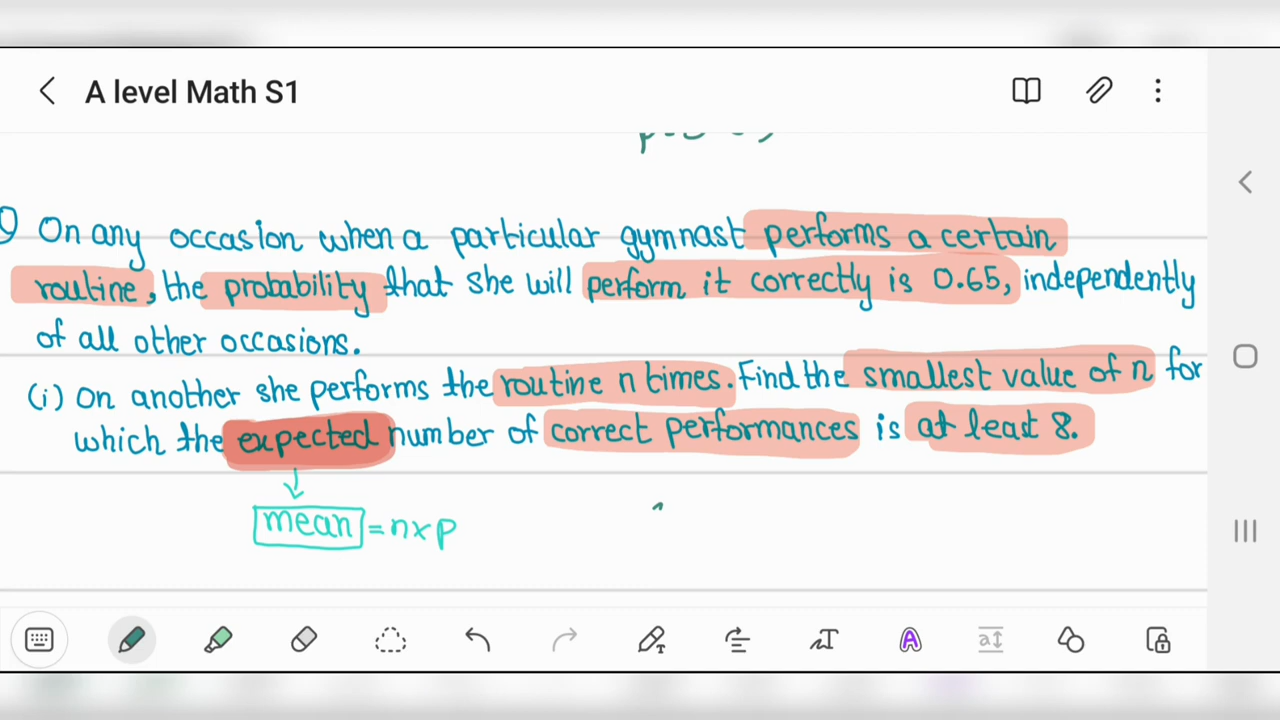 A level Math S1
On any occasion when a particular gymnast performs a certain
routine, the probability that she will perform it correctly is 0.65, independently
of all other occasions.
(i) On another she performs the routine n times. Find the smallest value of n for
which the expected number of correct performances is at least 8.
mean = n×p